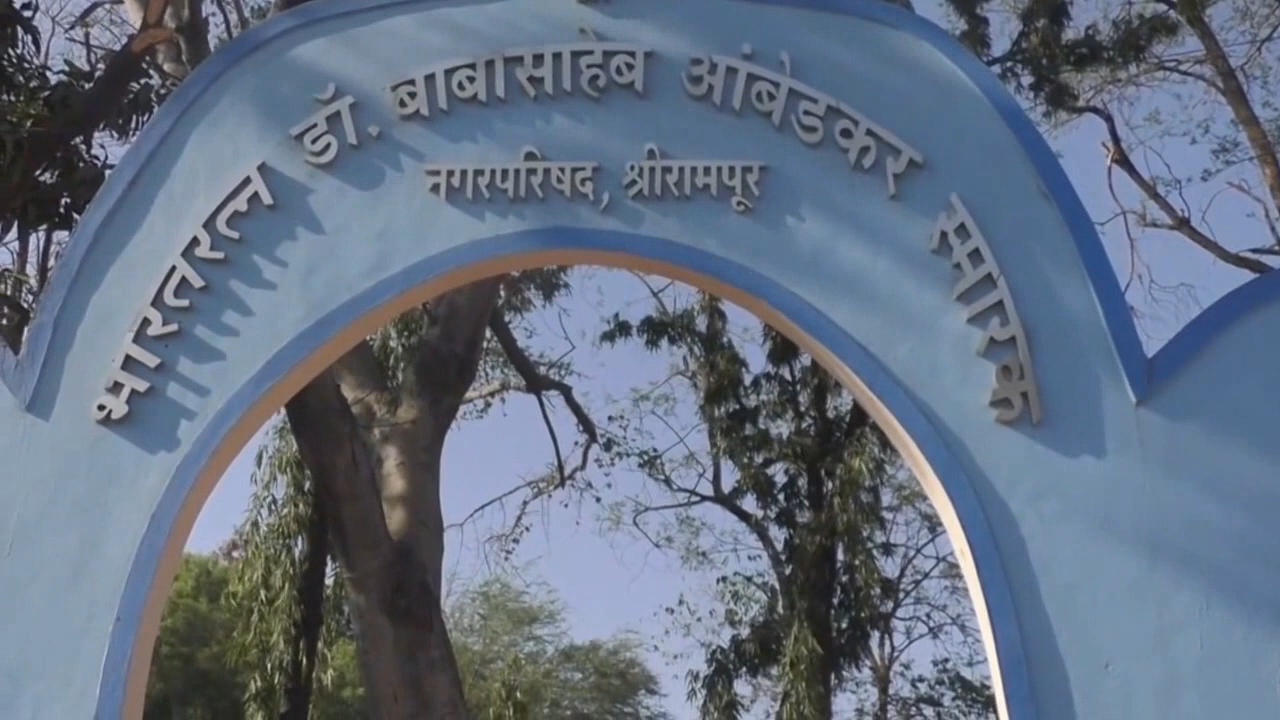 भारतरत्न डॉ. बाबासाहेब आंबेडकर स्मारक
नगरपरिषद, श्रीरामपूर